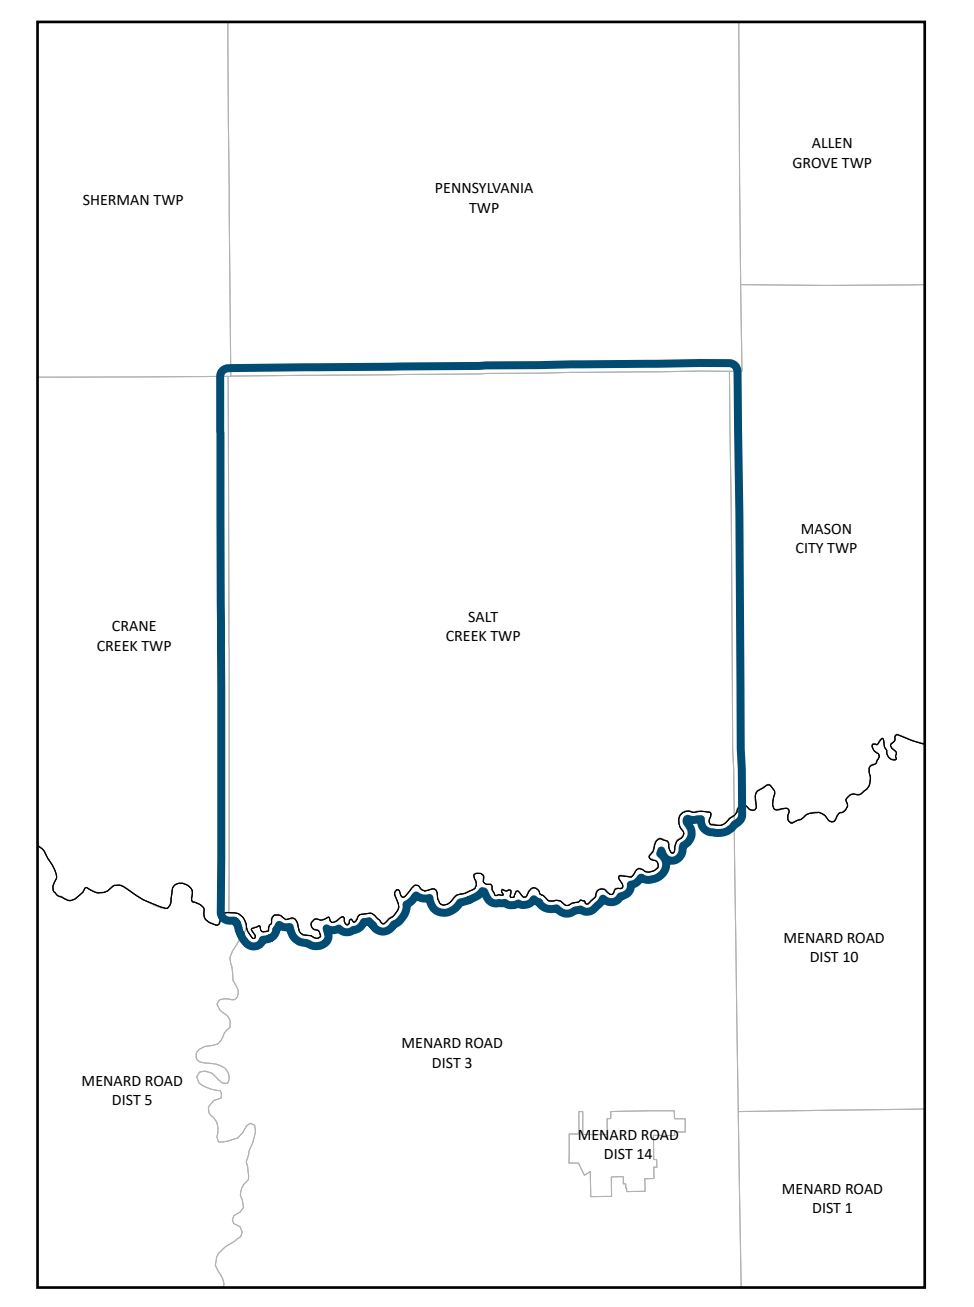 ALLEN
GROVE TWP
SHERMAN TWP
PENNSYLVANIA
TWP
MASON
CITY TWP
CRANE
CREEK TWP
SALT
CREEK TWP
MENARD ROAD
DIST 10
MENARD ROAD
DIST 3
MENARD ROAD
DIST 5
MENARD ROAD
DIST 14
MENARD ROAD
DIST 1